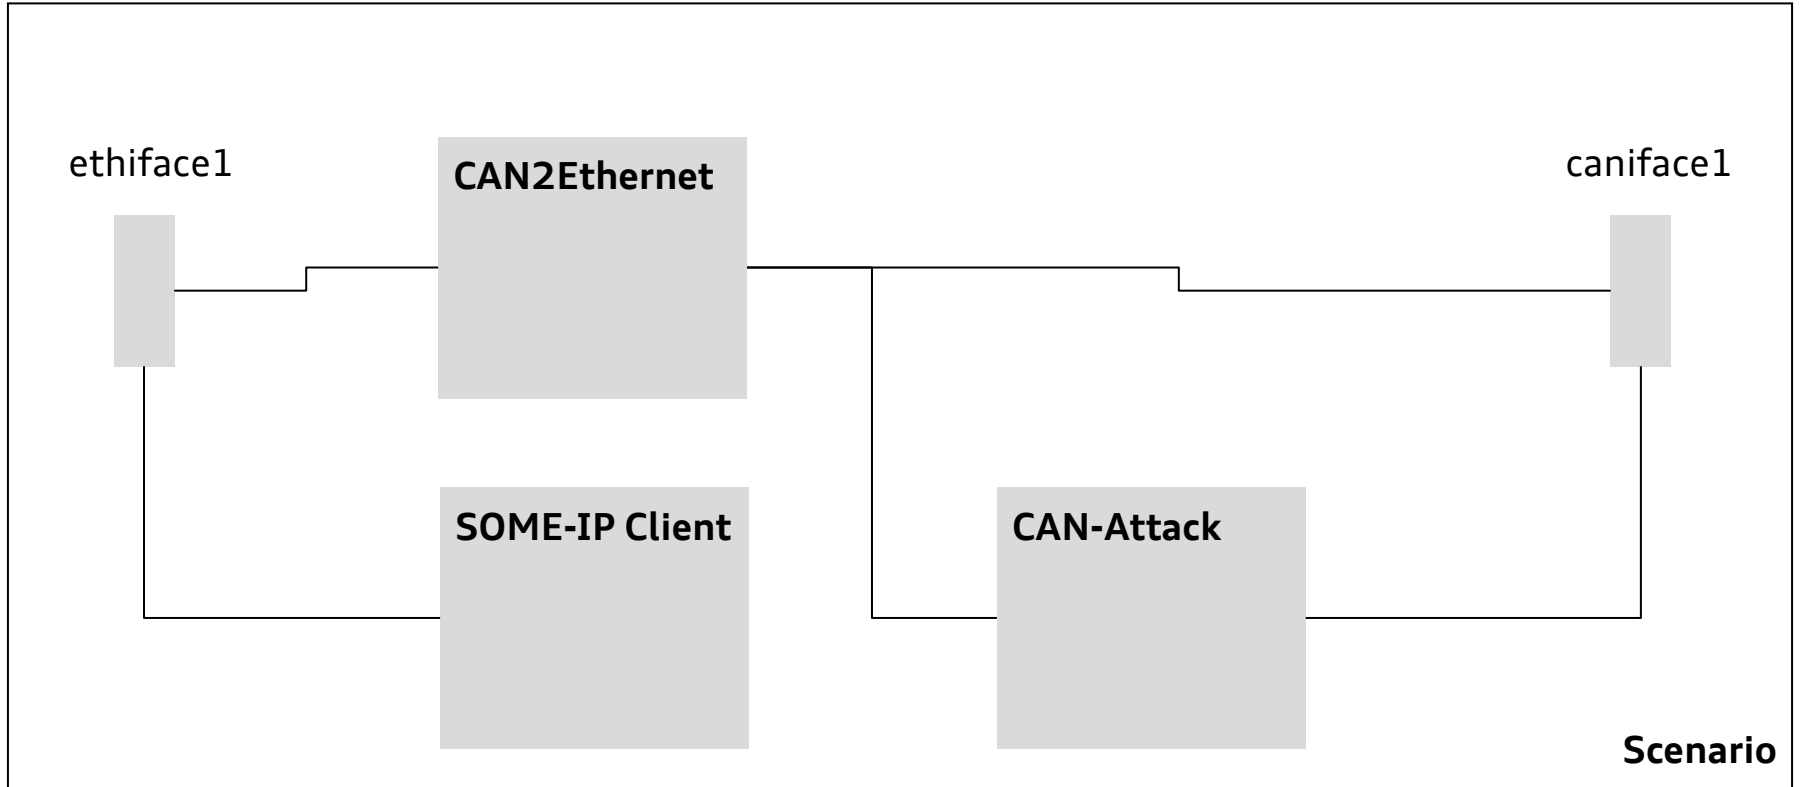 ethiface1
CAN2Ethernet
caniface1
SOME-IP Client
CAN-Attack
Scenario